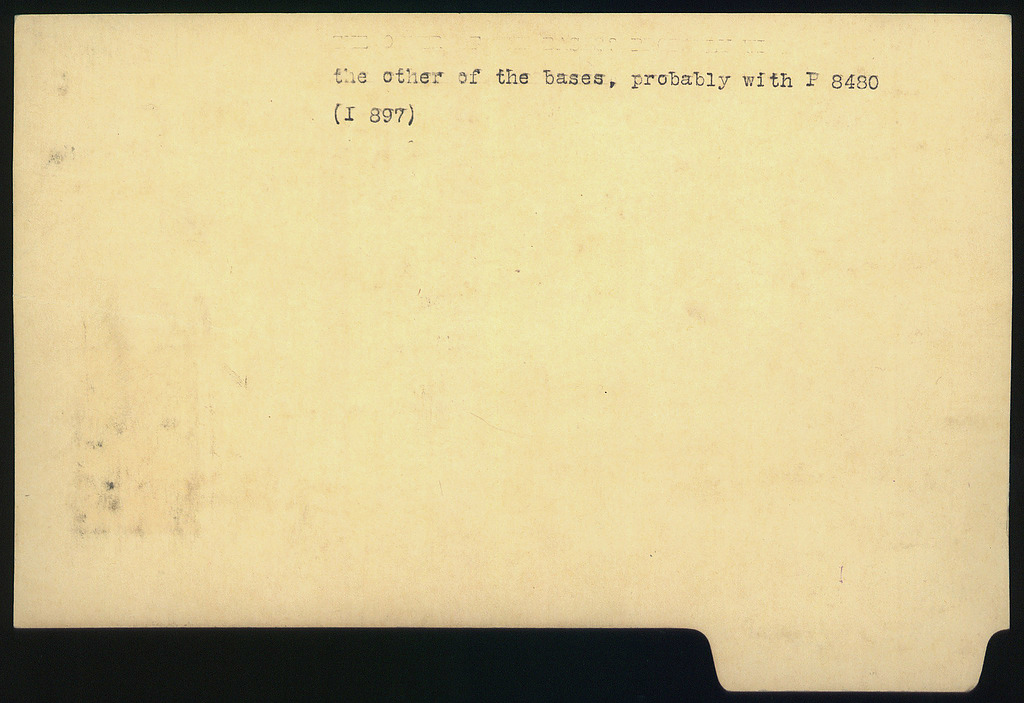 the other of the bases, probably with P 8480
(I 897)